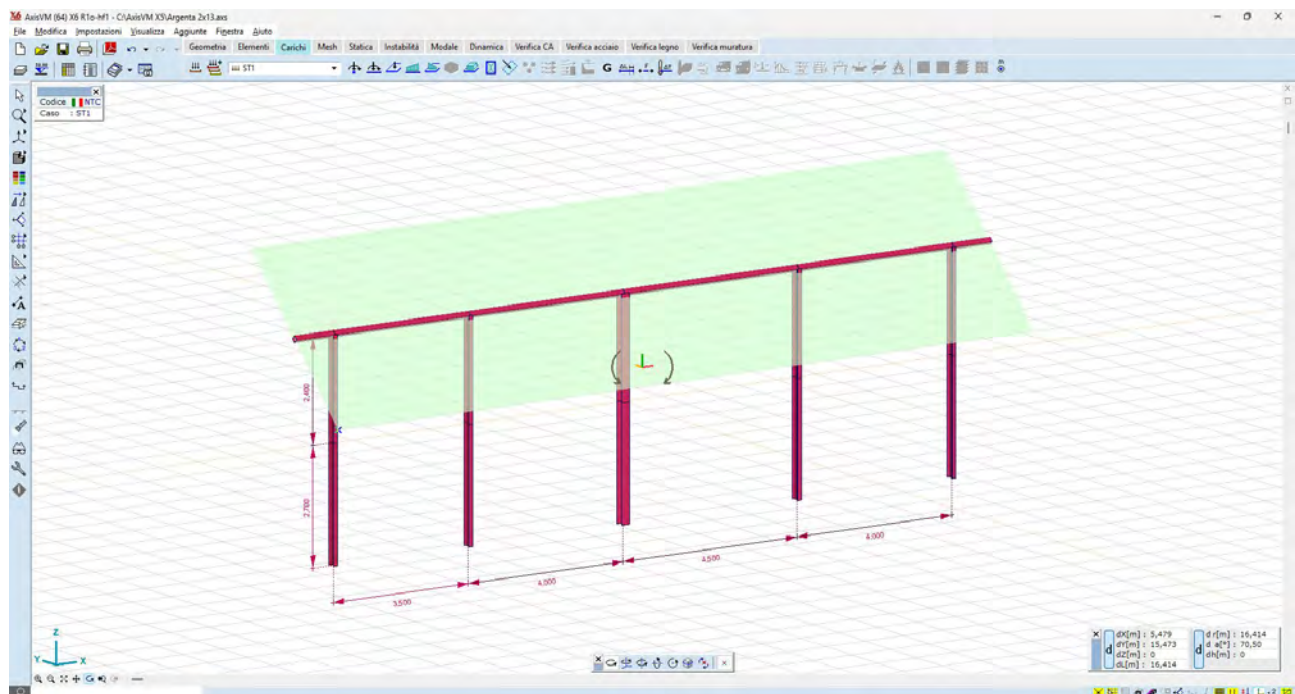 AxisVM (64) X6 R1o-hf1 - C:\AxisVM X5\Argenta 2x13.axs
File Modifica Impostazioni Visualizza Aggiunte Finestra Aiuto
Geometria Elementi Carichi Mesh Statica Instabilità Modale Dinamica Verifica CA Verifica acciaio Verifica legno Verifica muratura
ST1
G
Codice NTC
Caso : ST1
A
2,400
2,700
3,500
4,000
4,500
4,000
Z
Y
X
dX[m] : 5,479
dY[m] : 15,473
dZ[m] : 0
dL[m] : 16,414
d
d r[m] : 16,414
d a[°] : 70,50
dh[m] : 0
d